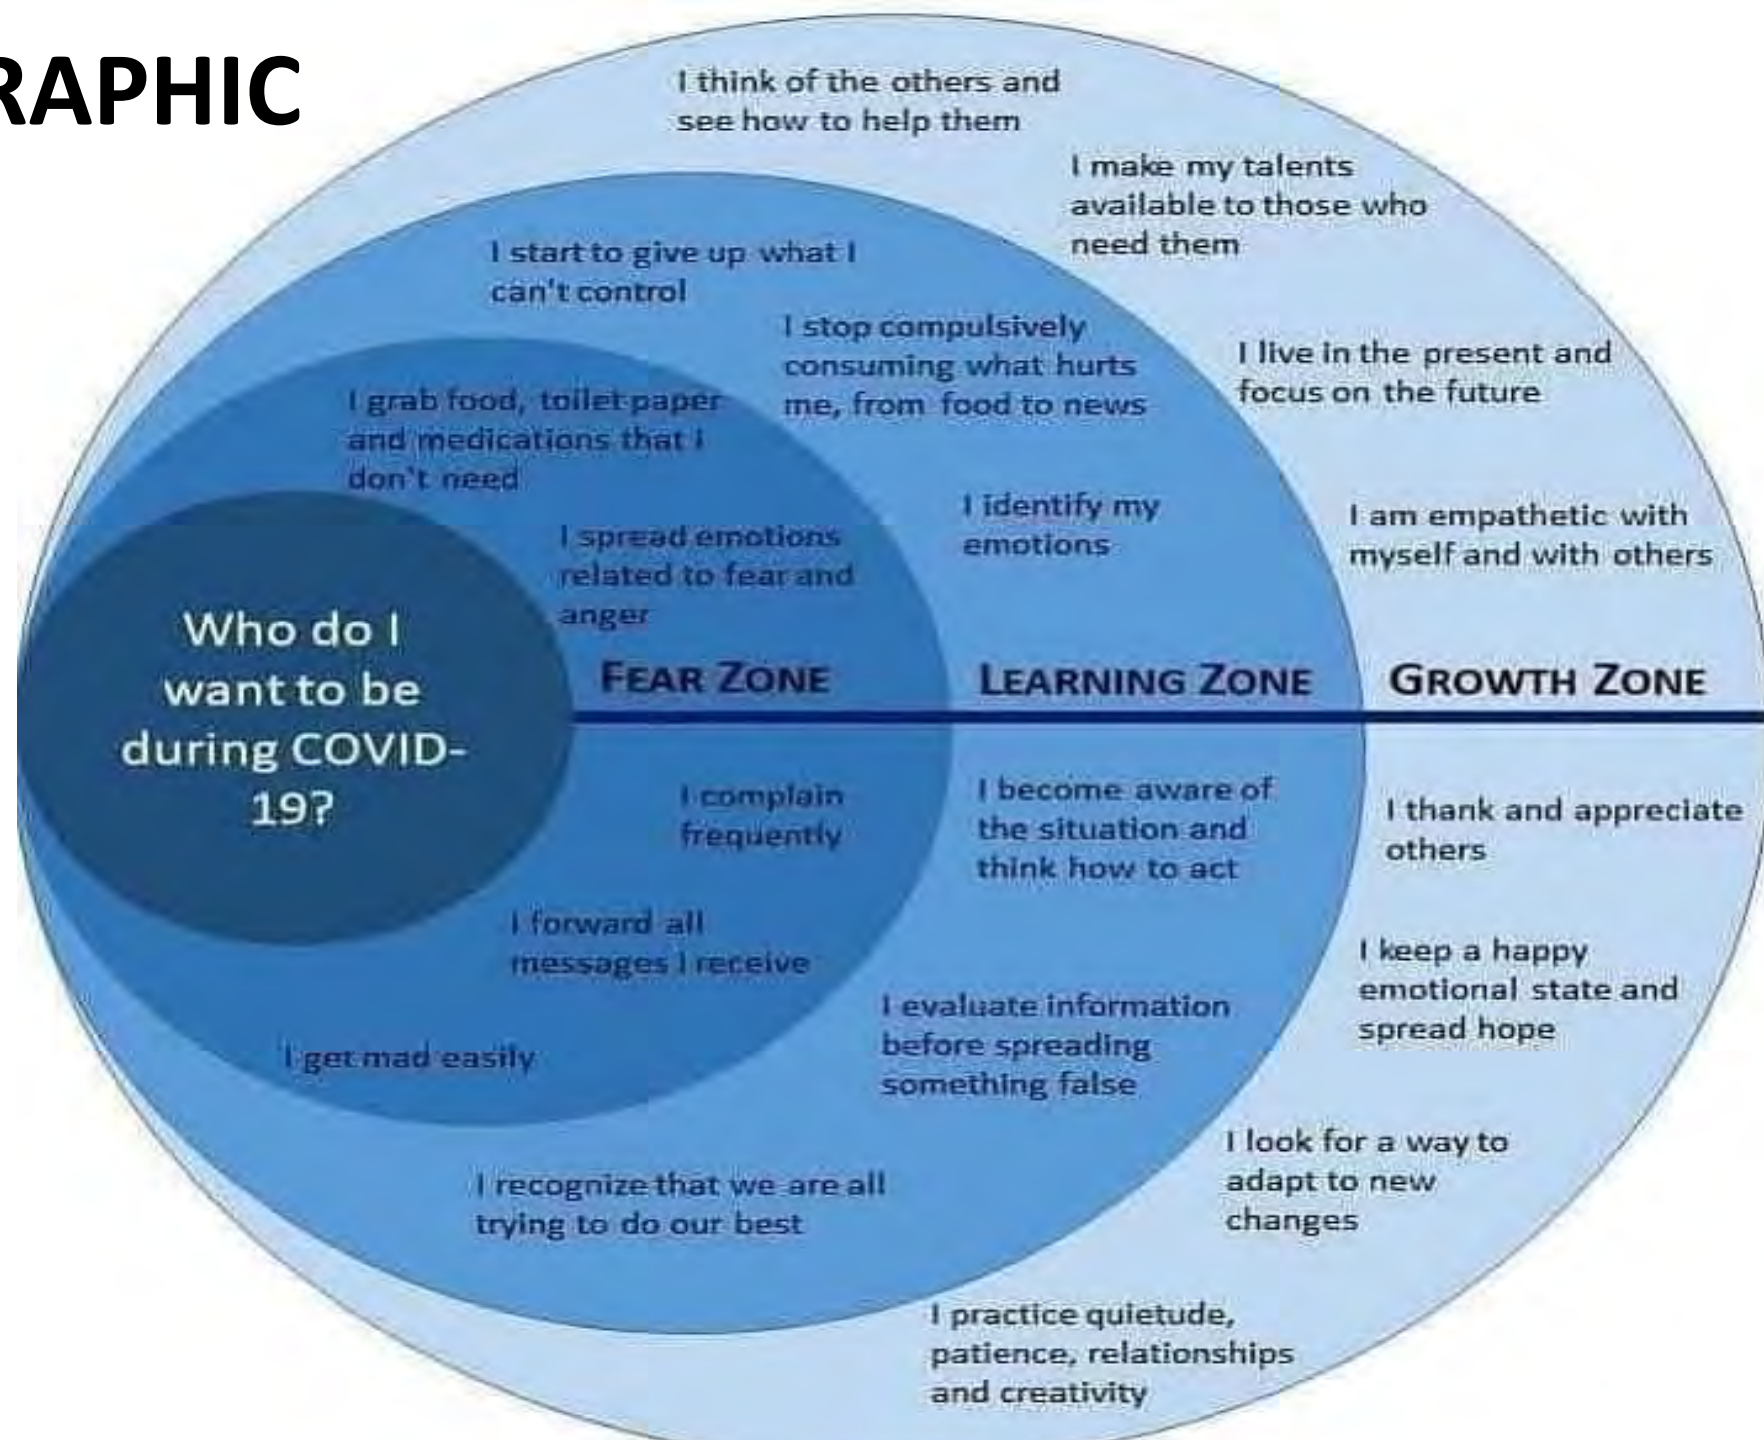 RAPHIC
I think of the others and
see how to help them
I make my talents
available to those who
need them
I start to give up what I
can't control
I stop compulsively
consuming what hurts
me, from food to news
I live in the present and
focus on the future
I grab food, toilet paper
and medications that I
don't need
I identify my
emotions
I am empathetic with
myself and with others
I spread emotions
related to fear and
anger
Who do I
want to be
during COVID-
19?
FEAR ZONE
LEARNING ZONE
GROWTH ZONE
I complain
frequently
I become aware of
the situation and
think how to act
I thank and appreciate
others
I forward all
messages I receive
I keep a happy
emotional state and
spread hope
I evaluate information
before spreading
something false
I get mad easily
I look for a way to
adapt to new
changes
I recognize that we are all
trying to do our best
I practice quietude,
patience, relationships
and creativity